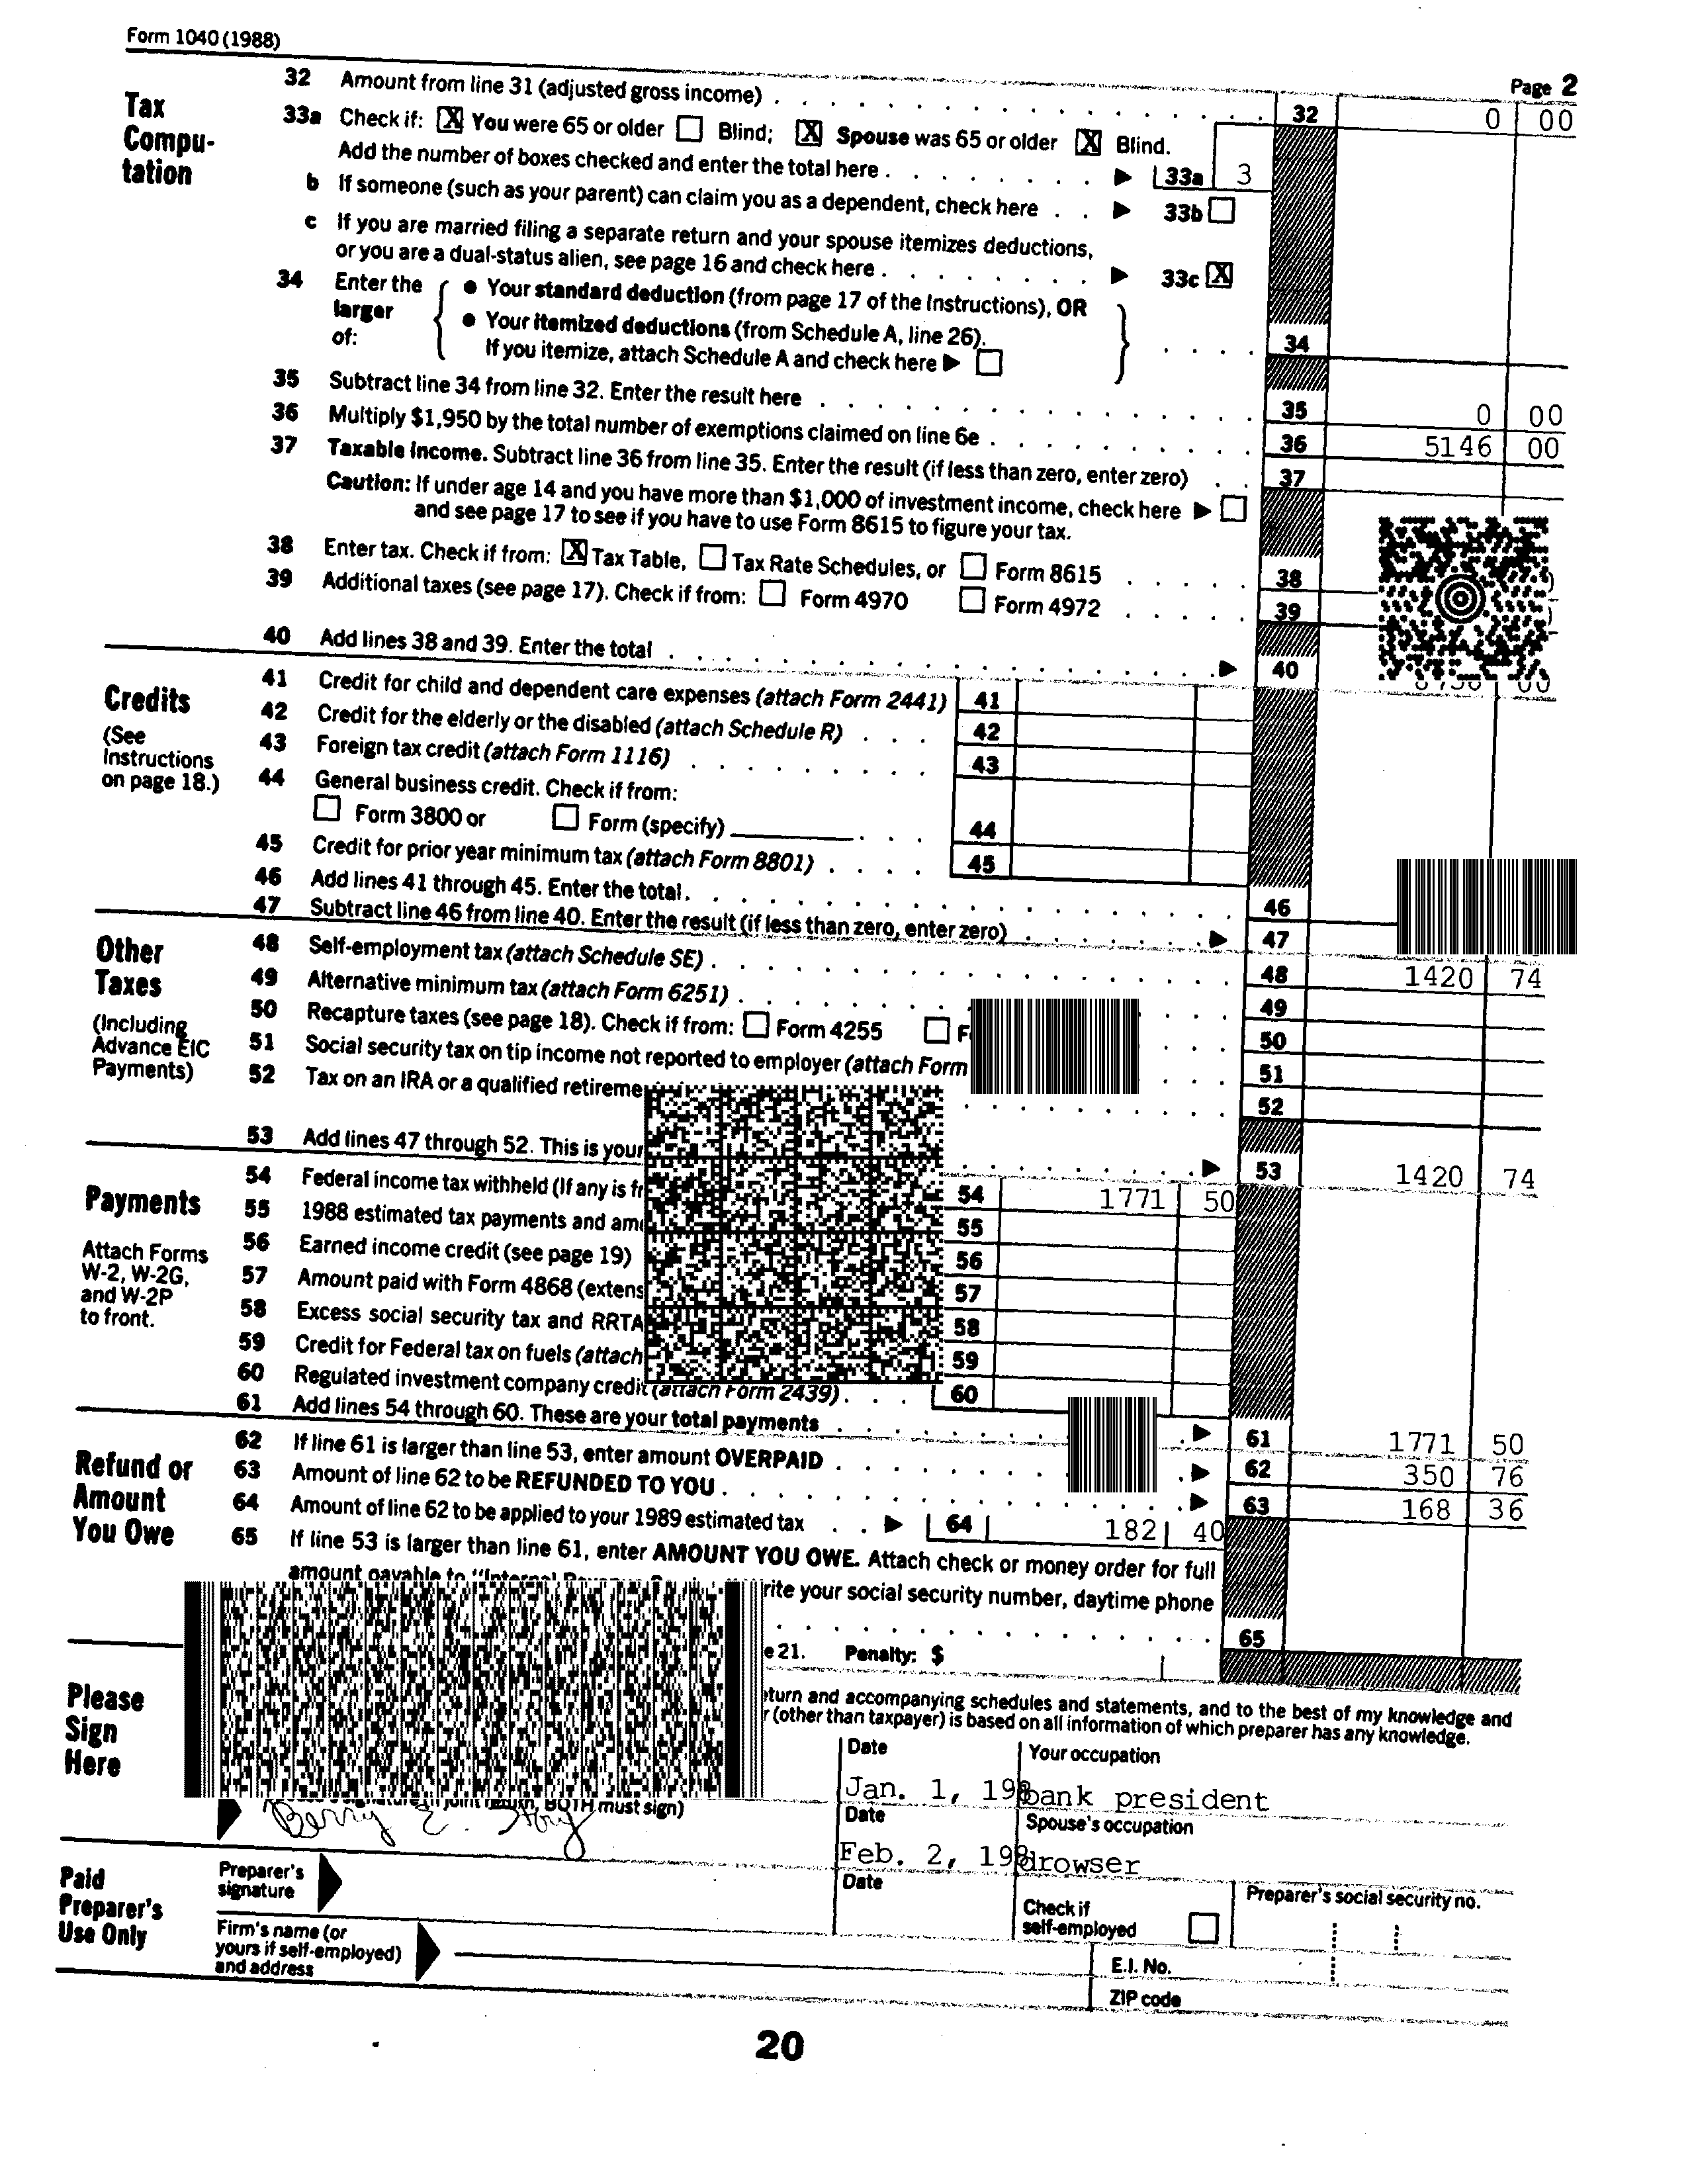 Form 1040 (1988)
Page 2
Tax
Compu-
tation
32 Amount from line 31 (adjusted gross income) 32 0 00
33a Check if: X You were 65 or older Blind; X Spouse was 65 or older X Blind.
Add the number of boxes checked and enter the total here 33a 3
b If someone (such as your parent) can claim you as a dependent, check here 33b
c If you are married filing a separate return and your spouse itemizes deductions,
or you are a dual-status alien, see page 16 and check here 33c X
34 Enter the larger of:
● Your standard deduction (from page 17 of the Instructions), OR
● Your itemized deductions (from Schedule A, line 26).
If you itemize, attach Schedule A and check here 34
35 Subtract line 34 from line 32. Enter the result here 35 0 00
36 Multiply $1,950 by the total number of exemptions claimed on line 6e 36 5146 00
37 Taxable income. Subtract line 36 from line 35. Enter the result (if less than zero, enter zero) 37
Caution: If under age 14 and you have more than $1,000 of investment income, check here
and see page 17 to see if you have to use Form 8615 to figure your tax.
38 Enter tax. Check if from: X Tax Table, Tax Rate Schedules, or Form 8615 38
39 Additional taxes (see page 17). Check if from: Form 4970 Form 4972 39
40 Add lines 38 and 39. Enter the total 40
Credits
(See
Instructions
on page 18.)
41 Credit for child and dependent care expenses (attach Form 2441) 41
42 Credit for the elderly or the disabled (attach Schedule R) 42
43 Foreign tax credit (attach Form 1116) 43
44 General business credit. Check if from:
Form 3800 or Form (specify) 44
45 Credit for prior year minimum tax (attach Form 8801) 45
46 Add lines 41 through 45. Enter the total 46
47 Subtract line 46 from line 40. Enter the result (if less than zero, enter zero) 47
Other
Taxes
(Including
Advance EIC
Payments)
48 Self-employment tax (attach Schedule SE) 48 1420 74
49 Alternative minimum tax (attach Form 6251) 49
50 Recapture taxes (see page 18). Check if from: Form 4255 50
51 Social security tax on tip income not reported to employer (attach Form 51
52 Tax on an IRA or a qualified 52
53 Add lines 47 through 52. This is your 53 1420 74
Payments
Attach Forms
W-2, W-2G,
and W-2P
to front.
54 Federal income tax withheld (If any is 54 1771 50
55 1988 estimated tax payments and 55
56 Earned income credit (see page 19) 56
57 Amount paid with Form 4868 57
58 Excess social security tax and RRTA 58
59 Credit for Federal tax on fuels (attach 59
60 Regulated investment company credit (attach Form 2439) 60
61 Add lines 54 through 60. These are your total payments 61 1771 50
Refund or
Amount
You Owe
62 If line 61 is larger than line 53, enter amount OVERPAID 62 350 76
63 Amount of line 62 to be REFUNDED TO YOU 63 168 36
64 Amount of line 62 to be applied to your 1989 estimated tax 64 182 40
65 If line 53 is larger than line 61, enter AMOUNT YOU OWE. Attach check or money order for full
amount payable to your social security number, daytime phone
65
21. Penalty: $
Please
Sign
Here
and accompanying schedules and statements, and to the best of my knowledge and
(other than taxpayer) is based on all information of which preparer has any knowledge.
Date Your occupation
Jan. 1, bank president
joint return, BOTH must sign) Date Spouse's occupation
Berry E.
Feb. 2, drowser
Paid
Preparer's
Use Only
Preparer's
signature
Date
Check if
self-employed
Preparer's social security no.
Firm's name (or
yours if self-employed)
and address
E.I. No.
ZIP code
20